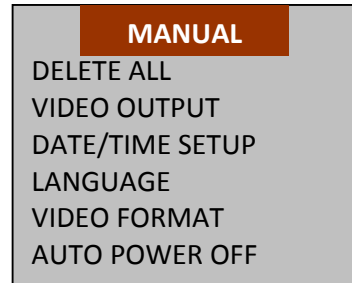 MANUAL
DELETE ALL
VIDEO OUTPUT
DATE/TIME SETUP
LANGUAGE
VIDEO FORMAT
AUTO POWER OFF